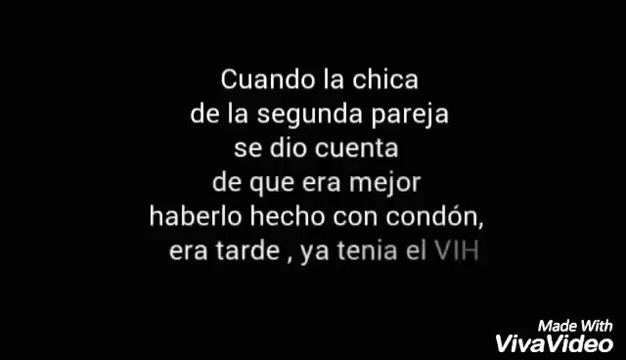 Cuando la chica
de la segunda pareja
se dio cuenta
de que era mejor
haberlo hecho con condón,
era tarde , ya tenia el VIH
Made With
VivaVideo